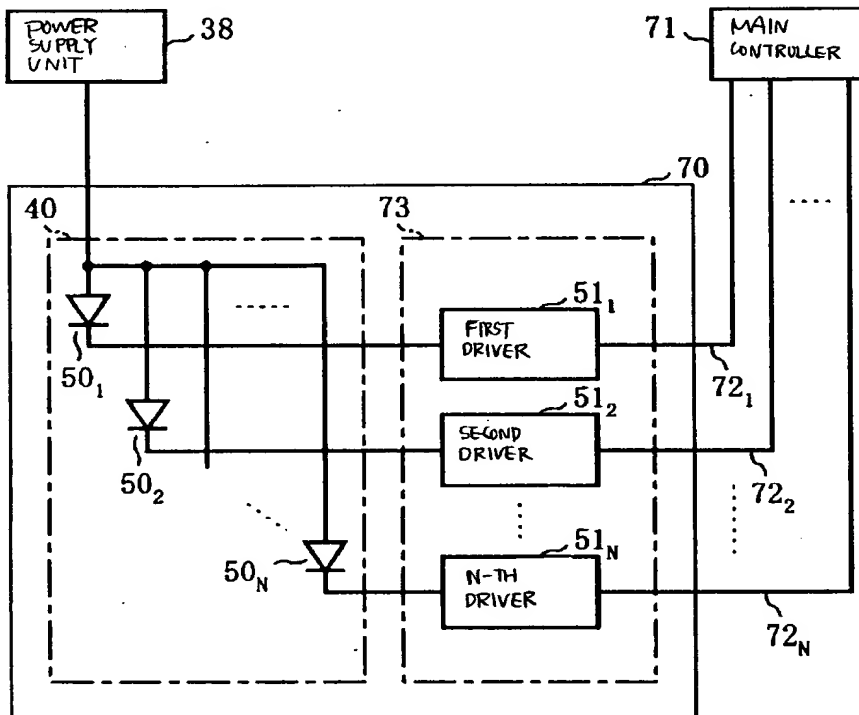 POWER
SUPPLY
UNIT
38
71
MAIN
CONTROLLER
70
40
73
51₁
FIRST
DRIVER
50₁
72₁
51₂
SECOND
DRIVER
50₂
72₂
51N
50N
N-TH
DRIVER
72N